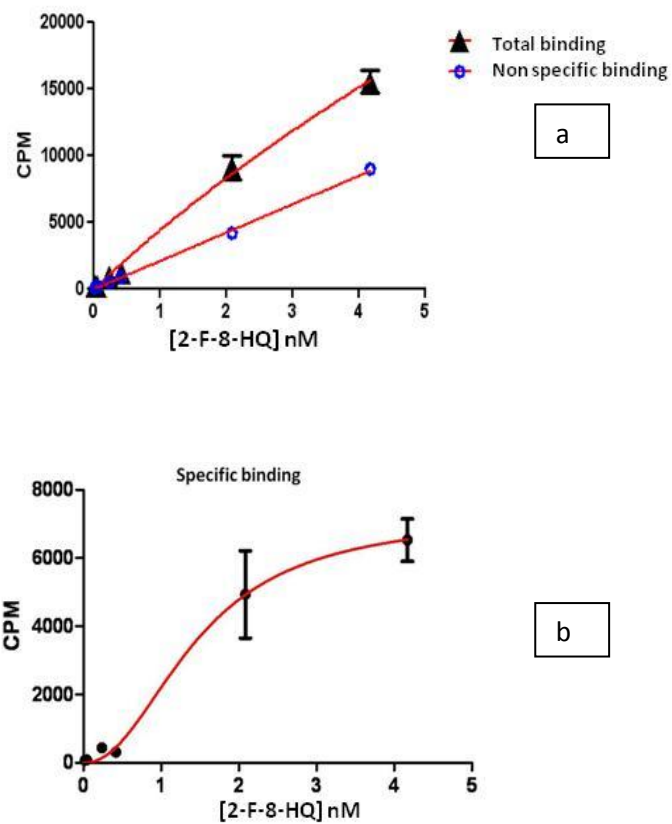 20000
15000
10000
5000
0
CPM
0 1 2 3 4 5
[2-F-8-HQ] nM
Total binding
Non specific binding
a
Specific binding
8000
6000
4000
2000
0
CPM
0 1 2 3 4 5
[2-F-8-HQ] nM
b